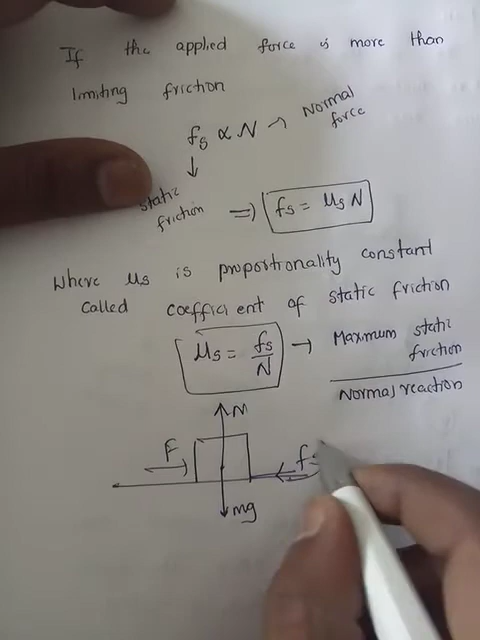 If the applied force is more than
limiting friction
fs ∝ N → Normal force
↓
static friction ⇒ fs = μs N
Where μs is proportionality constant
called coefficient of static friction
μs = fs/N → Maximum static friction / Normal reaction
N
F
fs
mg